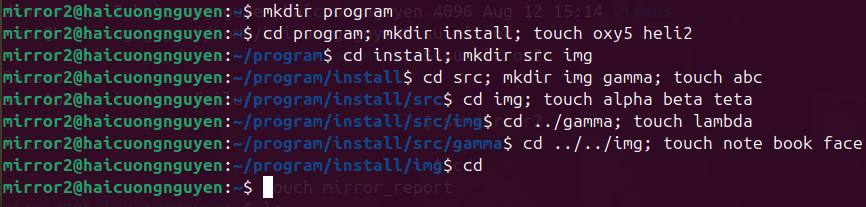 mirror2@haicuongnguyen:~$ mkdir program
mirror2@haicuongnguyen:~$ cd program; mkdir install; touch oxy5 heli2
mirror2@haicuongnguyen:~/program$ cd install; mkdir src img
mirror2@haicuongnguyen:~/program/install$ cd src; mkdir img gamma; touch abc
mirror2@haicuongnguyen:~/program/install/src$ cd img; touch alpha beta teta
mirror2@haicuongnguyen:~/program/install/src/img$ cd ../gamma; touch lambda
mirror2@haicuongnguyen:~/program/install/src/gamma$ cd ../../img; touch note book face
mirror2@haicuongnguyen:~/program/install/img$ cd
mirror2@haicuongnguyen:~$ touch mirror_report